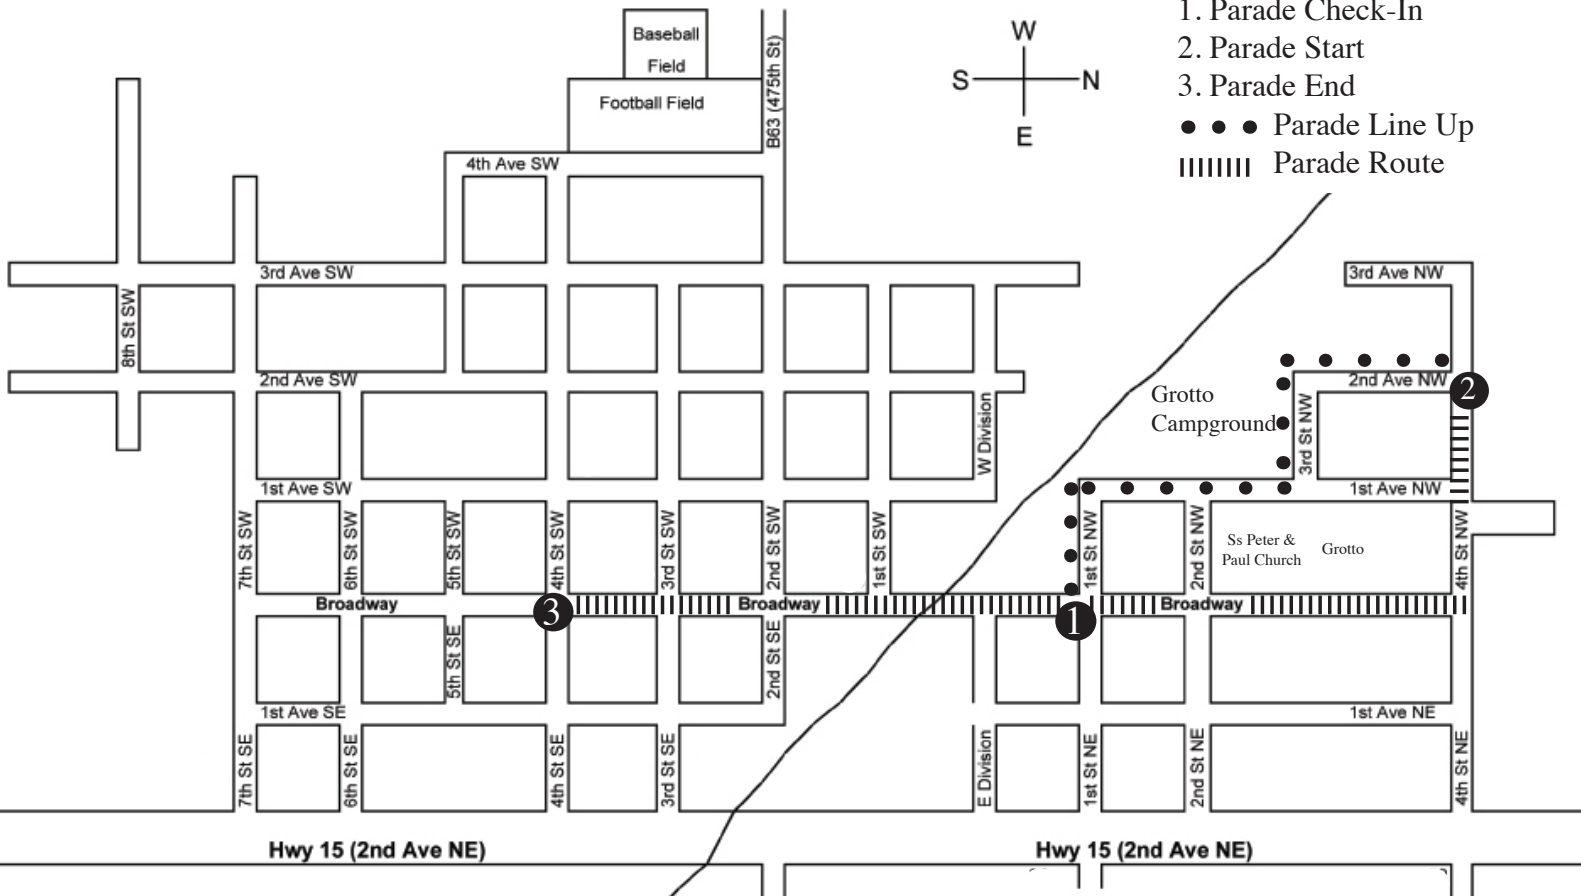 1. Parade Check-In
2. Parade Start
3. Parade End
Parade Line Up
Parade Route
W
S
N
E
Baseball
Field
Football Field
B63 (475th St)
4th Ave SW
3rd Ave SW
3rd Ave NW
8th St SW
2nd Ave SW
2nd Ave NW
2
Grotto
Campground
W Division
3rd St NW
1st Ave SW
1st Ave NW
7th St SW
6th St SW
5th St SW
4th St SW
3rd St SW
2nd St SW
1st St SW
1st St NW
2nd St NW
Ss Peter &
Paul Church
Grotto
4th St NW
Broadway
3
Broadway
1
Broadway
5th St SE
2nd St SE
1st Ave SE
1st Ave NE
7th St SE
6th St SE
4th St SE
3rd St SE
E Division
1st St NE
2nd St NE
4th St NE
Hwy 15 (2nd Ave NE)
Hwy 15 (2nd Ave NE)